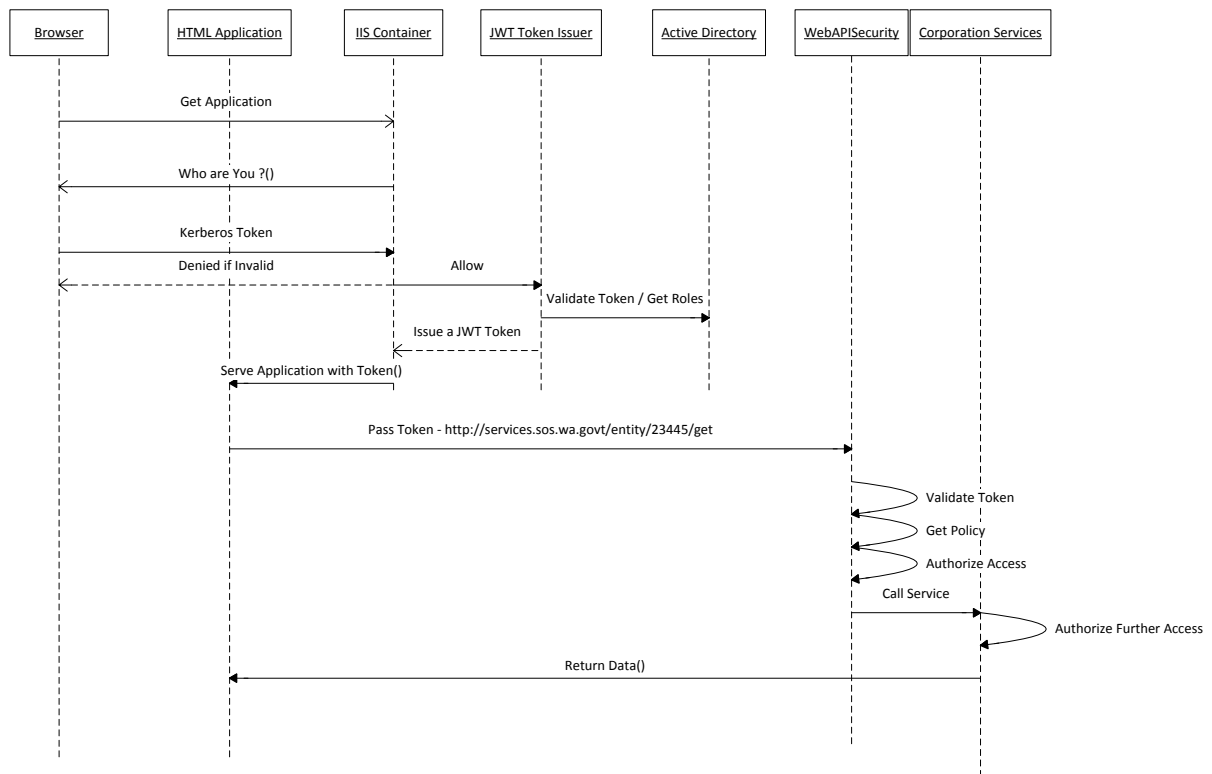 Browser
HTML Application
IIS Container
JWT Token Issuer
Active Directory
WebAPISecurity
Corporation Services
Get Application
Who are You ?()
Kerberos Token
Denied if Invalid
Allow
Validate Token / Get Roles
Issue a JWT Token
Serve Application with Token()
Pass Token - http://services.sos.wa.govt/entity/23445/get
Validate Token
Get Policy
Authorize Access
Call Service
Authorize Further Access
Return Data()